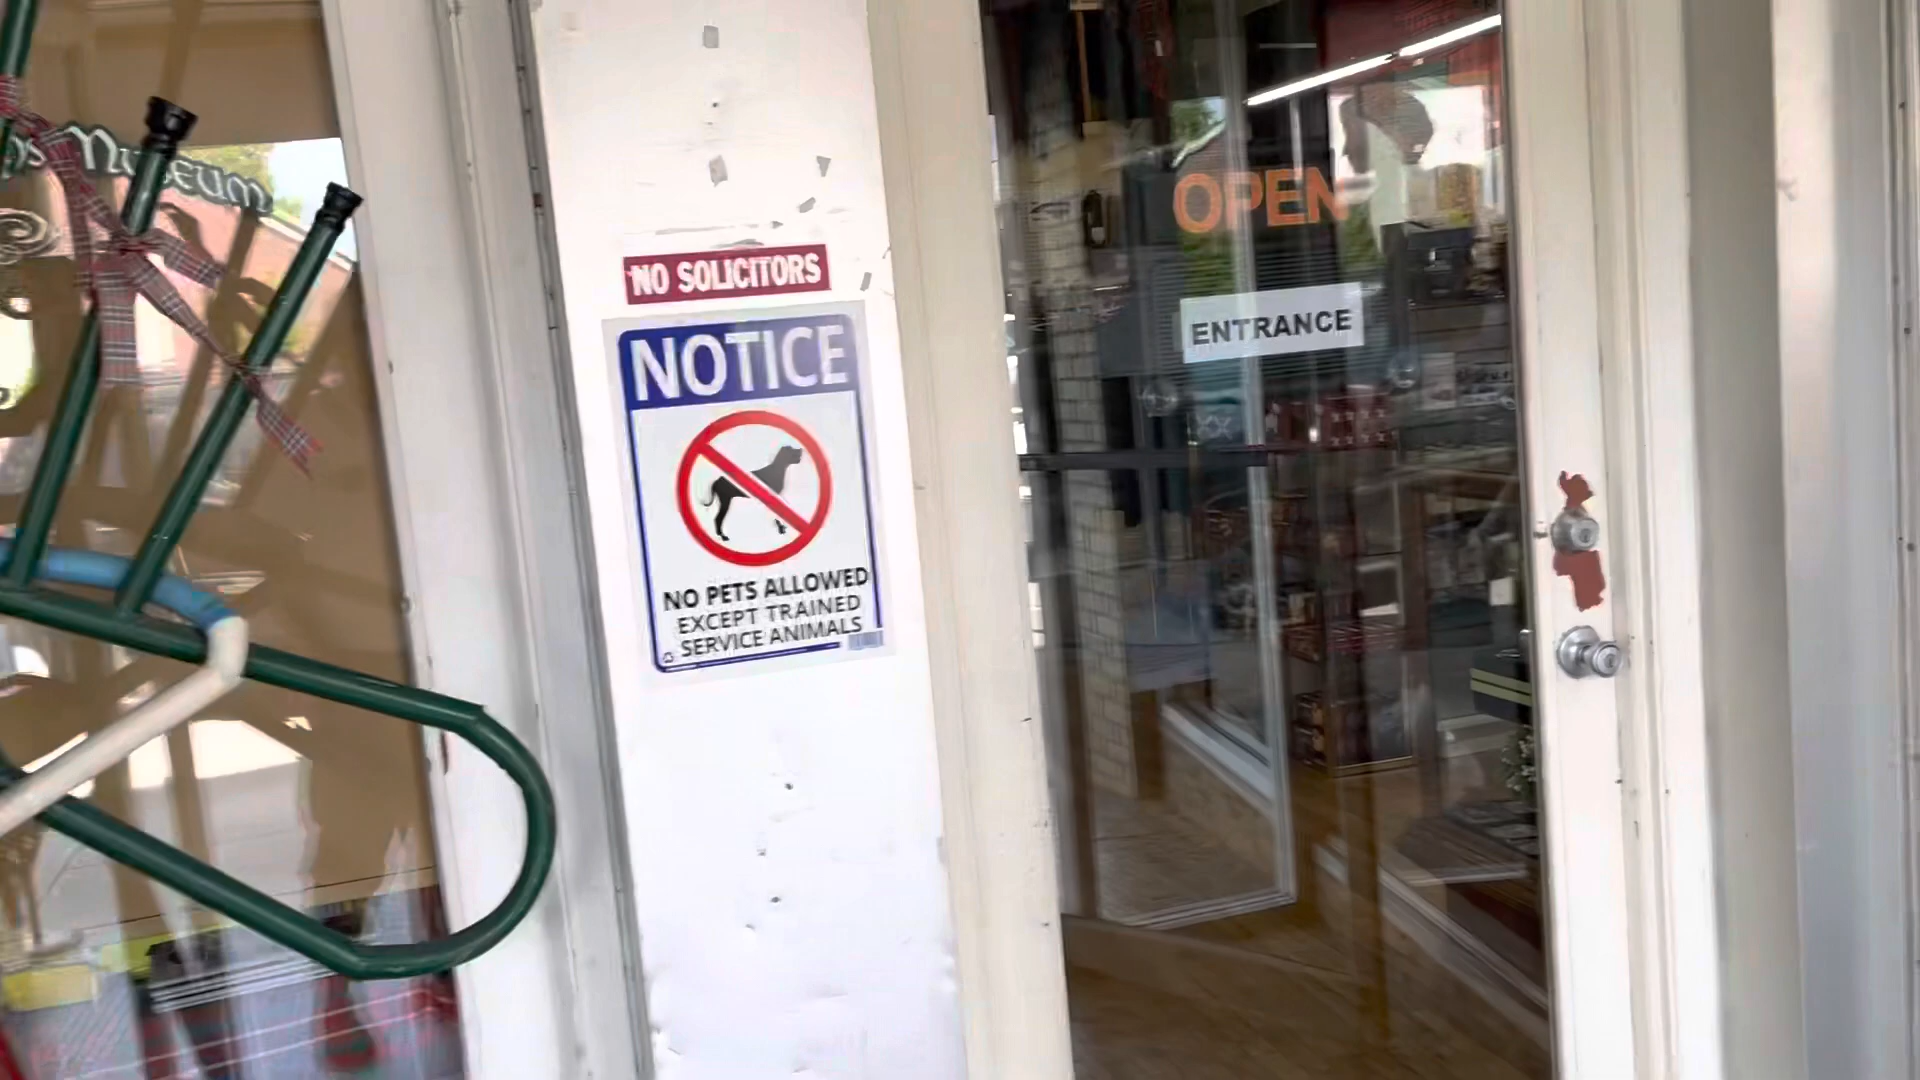 Museum
NO SOLICITORS
NOTICE
NO PETS ALLOWED
EXCEPT TRAINED
SERVICE ANIMALS
OPEN
ENTRANCE